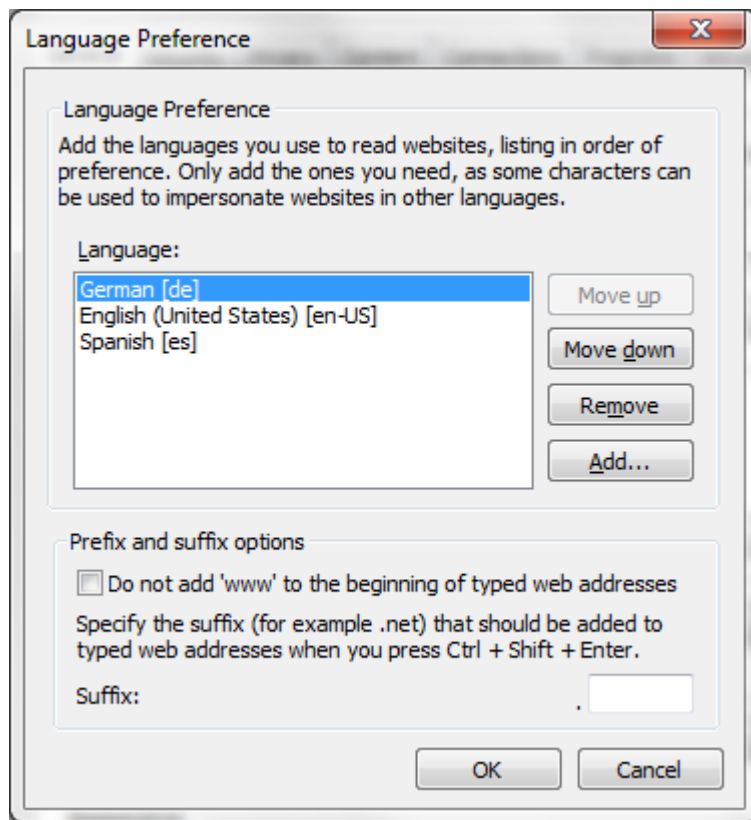 Language Preference
Language Preference
Add the languages you use to read websites, listing in order of
preference. Only add the ones you need, as some characters can
be used to impersonate websites in other languages.
Language:
German [de]
English (United States) [en-US]
Spanish [es]
Move up
Move down
Remove
Add...
Prefix and suffix options
Do not add 'www' to the beginning of typed web addresses
Specify the suffix (for example .net) that should be added to
typed web addresses when you press Ctrl + Shift + Enter.
Suffix: .
OK Cancel